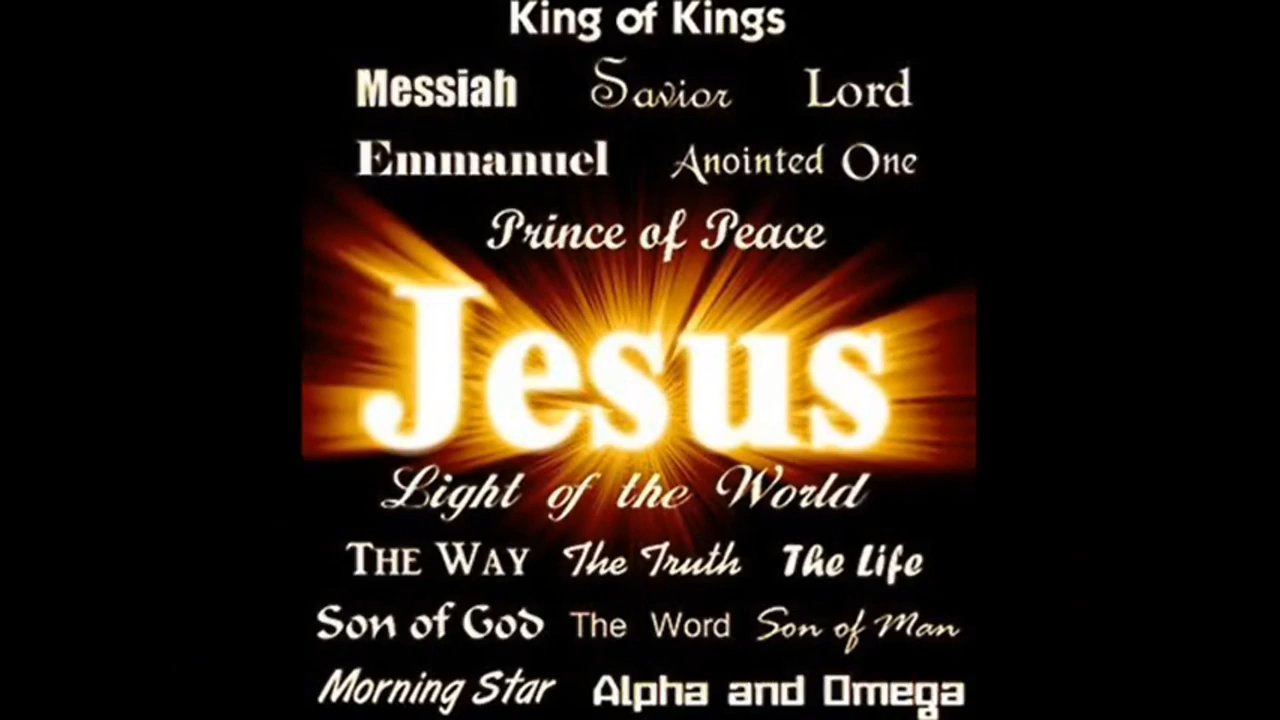 King of Kings
Messiah Savior Lord
Emmanuel Anointed One
Prince of Peace
Jesus
Light of the World
THE WAY The Truth The Life
Son of God The Word Son of Man
Morning Star Alpha and Omega